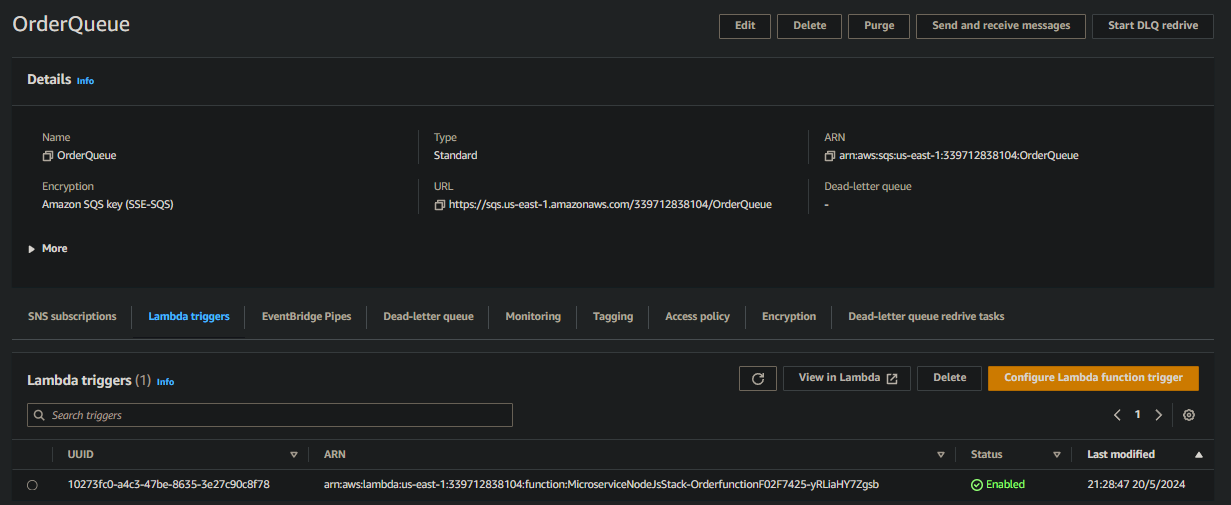 OrderQueue
Edit Delete Purge Send and receive messages Start DLQ redrive
Details Info
Name Type ARN
OrderQueue Standard arn:aws:sqs:us-east-1:339712838104:OrderQueue
Encryption URL Dead-letter queue
Amazon SQS key (SSE-SQS) https://sqs.us-east-1.amazonaws.com/339712838104/OrderQueue -
More
SNS subscriptions Lambda triggers EventBridge Pipes Dead-letter queue Monitoring Tagging Access policy Encryption Dead-letter queue redrive tasks
Lambda triggers (1) Info View in Lambda Delete Configure Lambda function trigger
Search triggers 1
UUID ARN Status Last modified
10273fc0-a4c3-47be-8635-3e27c90c8f78 arn:aws:lambda:us-east-1:339712838104:function:MicroserviceNodeJsStack-OrderfunctionF02F7425-yRLiaHY7Zgsb Enabled 21:28:47 20/5/2024